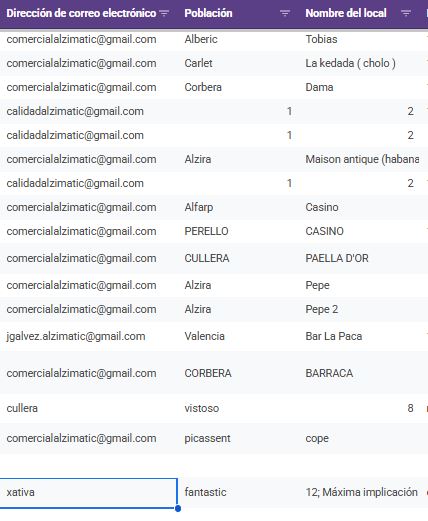 Dirección de correo electrónico Población Nombre del local
comercialalzimatic@gmail.com Alberic Tobias
comercialalzimatic@gmail.com Carlet La kedada ( cholo )
comercialalzimatic@gmail.com Corbera Dama
calidadalzimatic@gmail.com 1 2
calidadalzimatic@gmail.com 1 2
comercialalzimatic@gmail.com Alzira Maison antique (habana
calidadalzimatic@gmail.com 1 2
comercialalzimatic@gmail.com Alfarp Casino
comercialalzimatic@gmail.com PERELLO CASINO
comercialalzimatic@gmail.com CULLERA PAELLA D'OR
comercialalzimatic@gmail.com Alzira Pepe
comercialalzimatic@gmail.com Alzira Pepe 2
jgalvez.alzimatic@gmail.com Valencia Bar La Paca
comercialalzimatic@gmail.com CORBERA BARRACA
cullera vistoso 8
comercialalzimatic@gmail.com picassent cope
xativa fantastic 12; Máxima implicación